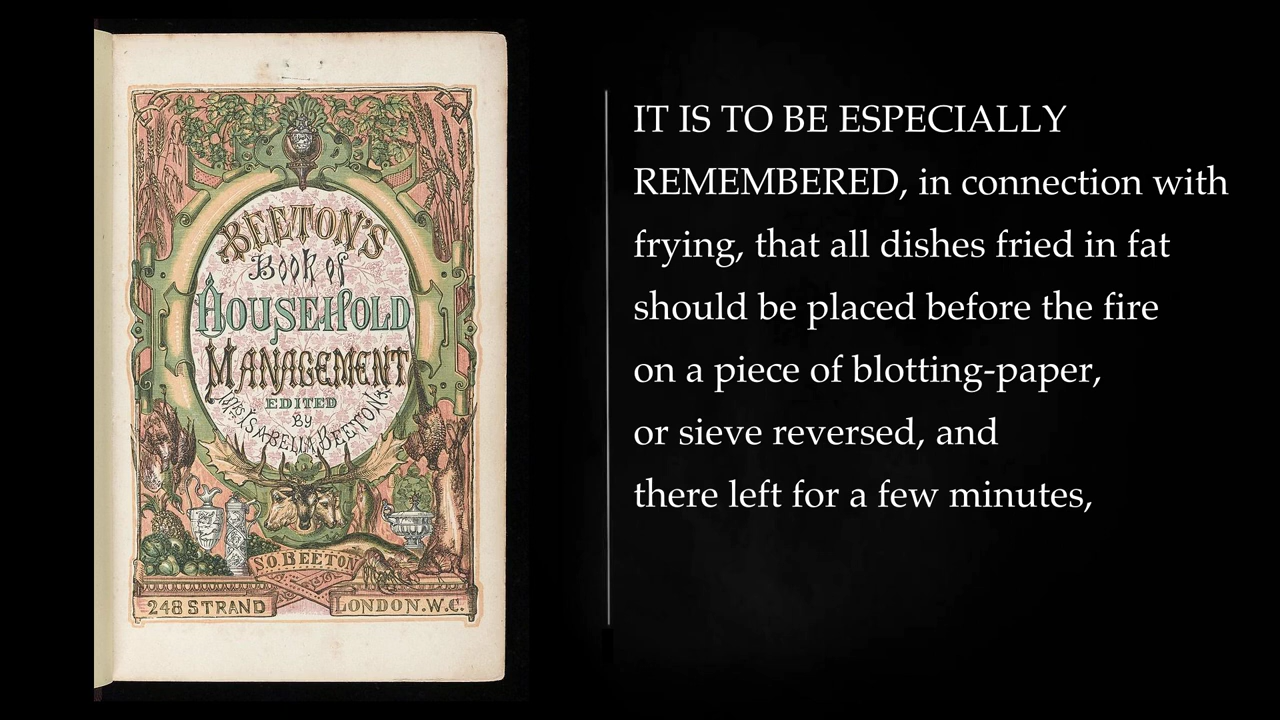 BEETON'S
Book of
HOUSEHOLD
MANAGEMENT
EDITED
BY
MRS ISABELLA BEETON
S.O. BEETON
248 STRAND
LONDON. W.C.
IT IS TO BE ESPECIALLY
REMEMBERED, in connection with
frying, that all dishes fried in fat
should be placed before the fire
on a piece of blotting-paper,
or sieve reversed, and
there left for a few minutes,